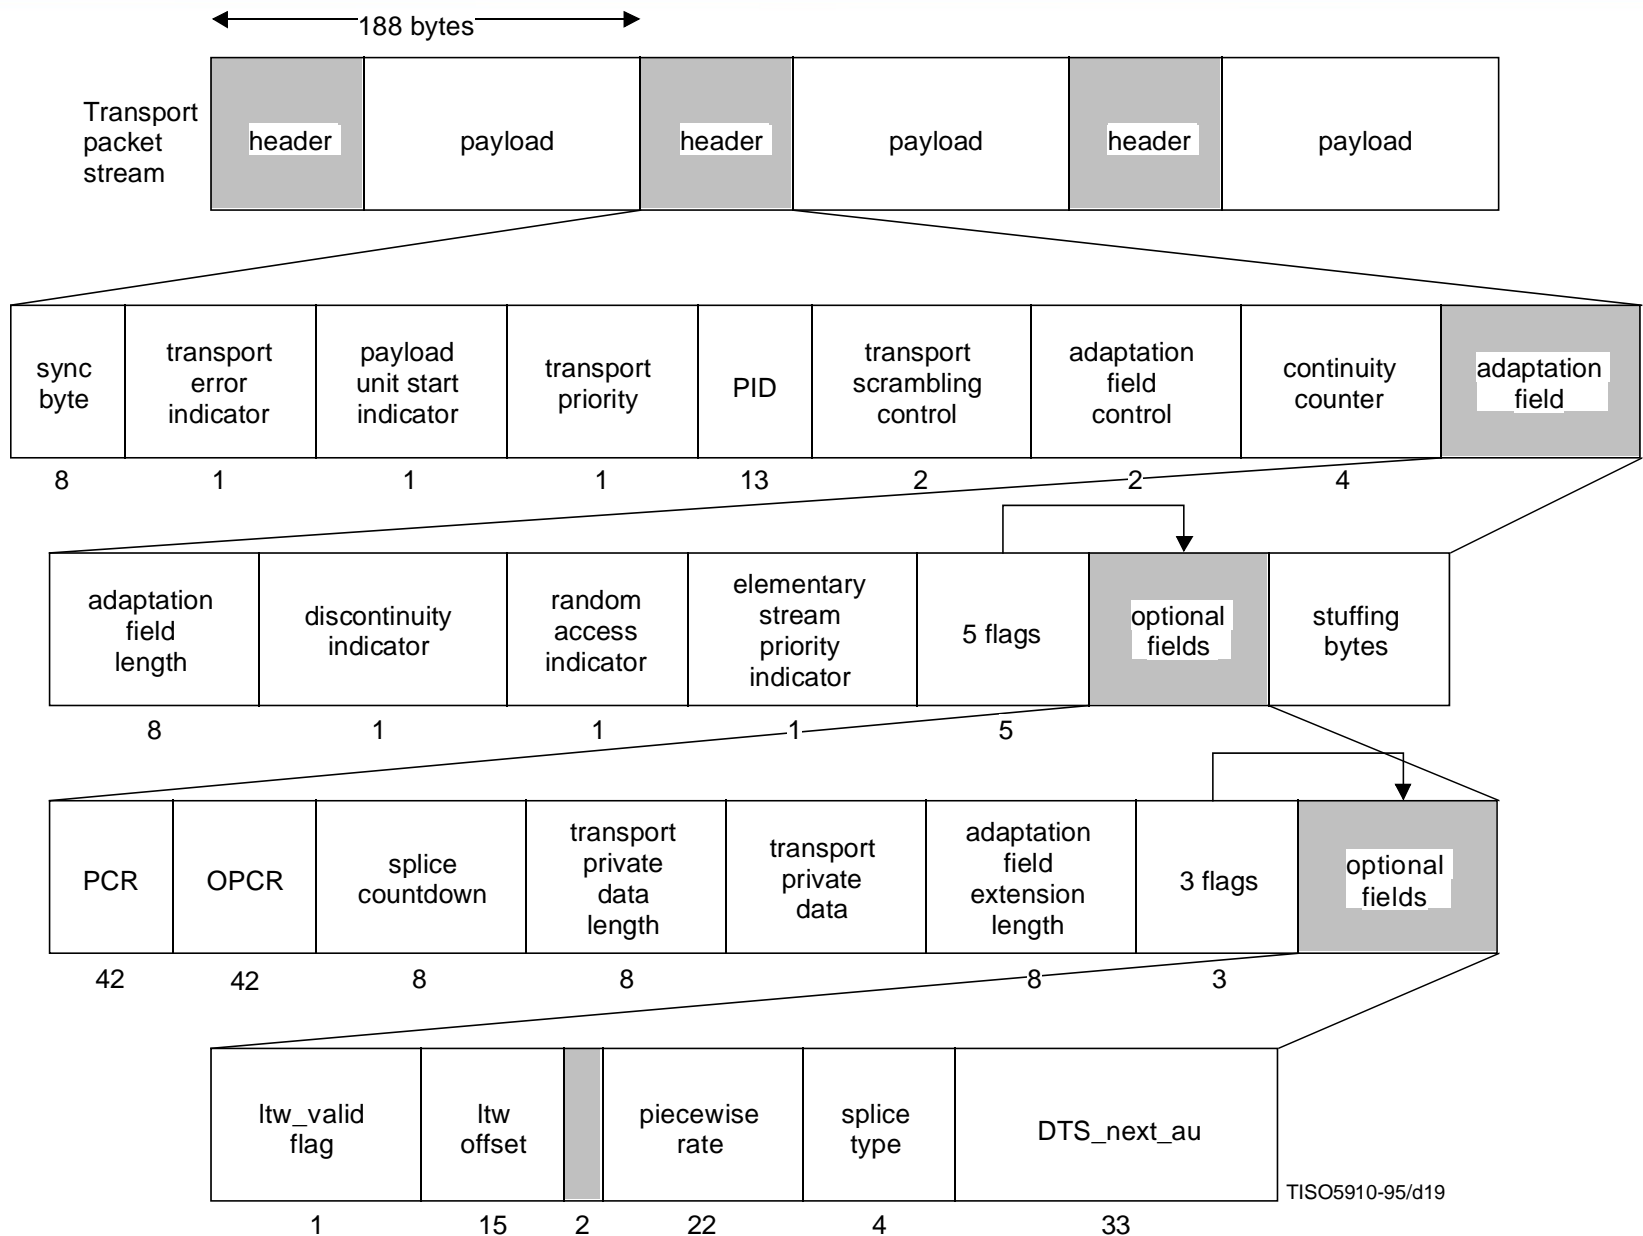 188 bytes
Transport
packet
stream
header
payload
header
payload
header
payload
sync
byte
transport
error
indicator
payload
unit start
indicator
transport
priority
PID
transport
scrambling
control
adaptation
field
control
continuity
counter
adaptation
field
8
1
1
1
13
2
2
4
adaptation
field
length
discontinuity
indicator
random
access
indicator
elementary
stream
priority
indicator
5 flags
optional
fields
stuffing
bytes
8
1
1
1
5
PCR
OPCR
splice
countdown
transport
private
data
length
transport
private
data
adaptation
field
extension
length
3 flags
optional
fields
42
42
8
8
8
3
ltw_valid
flag
ltw
offset
piecewise
rate
splice
type
DTS_next_au
TISO5910-95/d19
1
15
2
22
4
33